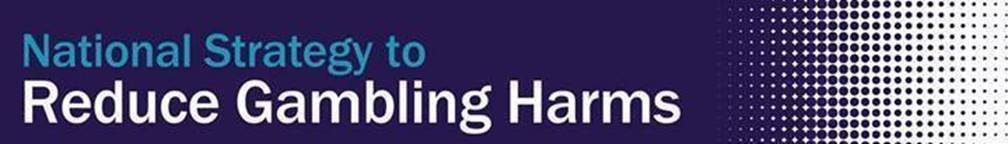 National Strategy to
Reduce Gambling Harms